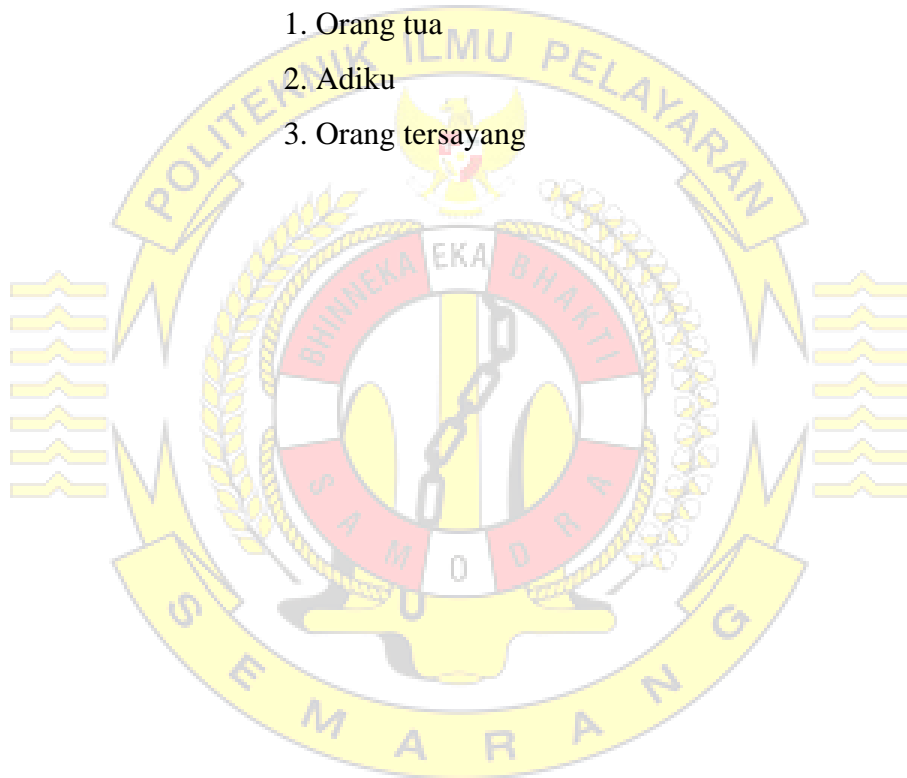 1. Orang tua
2. Adiku
3. Orang tersayang
POLITEKNIK ILMU PELAYARAN
BHINNEKA EKA BHAKTI
SAMODRA
SEMARANG